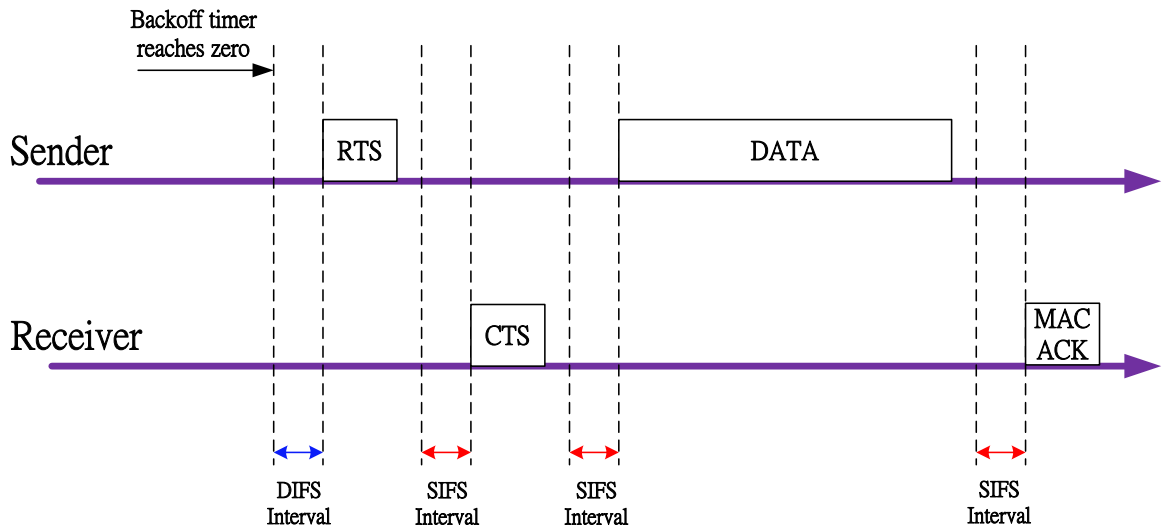 Backoff timer
reaches zero
Sender
RTS
DATA
Receiver
CTS
MAC
ACK
DIFS
Interval
SIFS
Interval
SIFS
Interval
SIFS
Interval